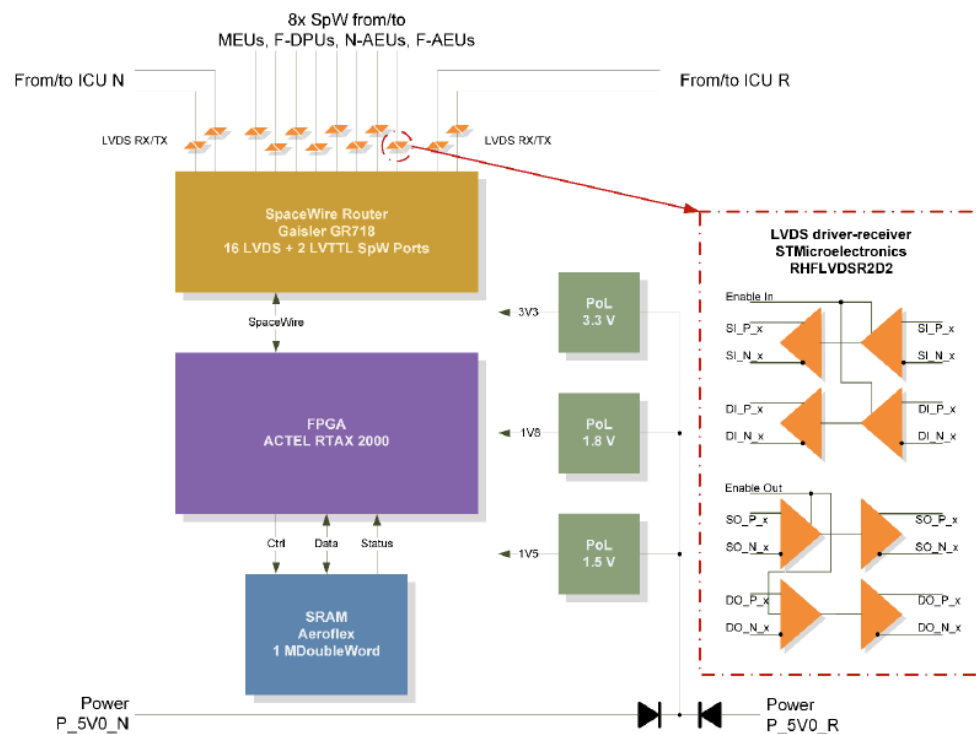 8x SpW from/to
MEUs, F-DPUs, N-AEUs, F-AEUs
From/to ICU N
From/to ICU R
LVDS RX/TX
LVDS RX/TX
SpaceWire Router
Gaisler GR718
16 LVDS + 2 LVTTL SpW Ports
SpaceWire
FPGA
ACTEL RTAX 2000
Ctrl
Data
Status
SRAM
Aeroflex
1 MDoubleWord
3V3
PoL
3.3 V
1V8
PoL
1.8 V
1V5
PoL
1.5 V
Power
P_5V0_N
Power
P_5V0_R
LVDS driver-receiver
STMicroelectronics
RHFLVDSR2D2
Enable In
SI_P_x
SI_P_x
SI_N_x
SI_N_x
DI_P_x
DI_P_x
DI_N_x
DI_N_x
Enable Out
SO_P_x
SO_P_x
SO_N_x
SO_N_x
DO_P_x
DO_P_x
DO_N_x
DO_N_x